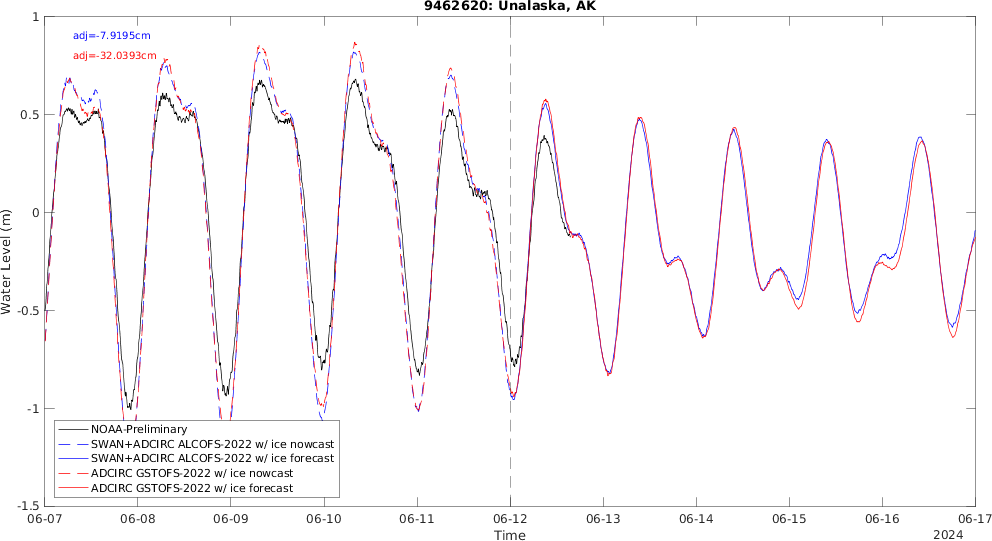 9462620: Unalaska, AK
adj=-7.9195cm
adj=-32.0393cm
Water Level (m)
1
0.5
0
-0.5
-1
-1.5
NOAA-Preliminary
SWAN+ADCIRC ALCOFS-2022 w/ ice nowcast
SWAN+ADCIRC ALCOFS-2022 w/ ice forecast
ADCIRC GSTOFS-2022 w/ ice nowcast
ADCIRC GSTOFS-2022 w/ ice forecast
06-07 06-08 06-09 06-10 06-11 06-12 06-13 06-14 06-15 06-16 06-17
Time
2024